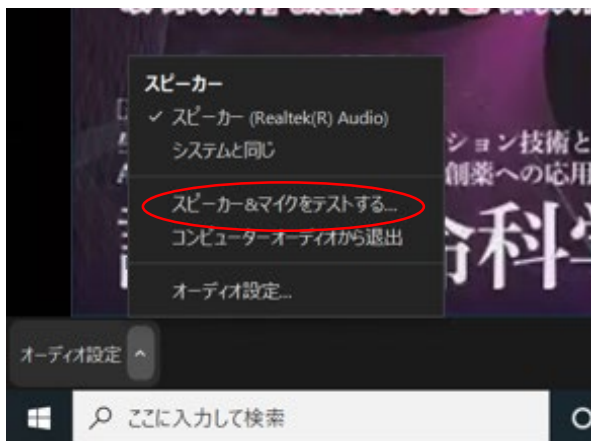 スピーカー
✓ スピーカー (Realtek(R) Audio)
システムと同じ
ション技術と
創薬への応用
スピーカー&マイクをテストする...
コンピューターオーディオから退出
オーディオ設定...
オーディオ設定
ここに入力して検索